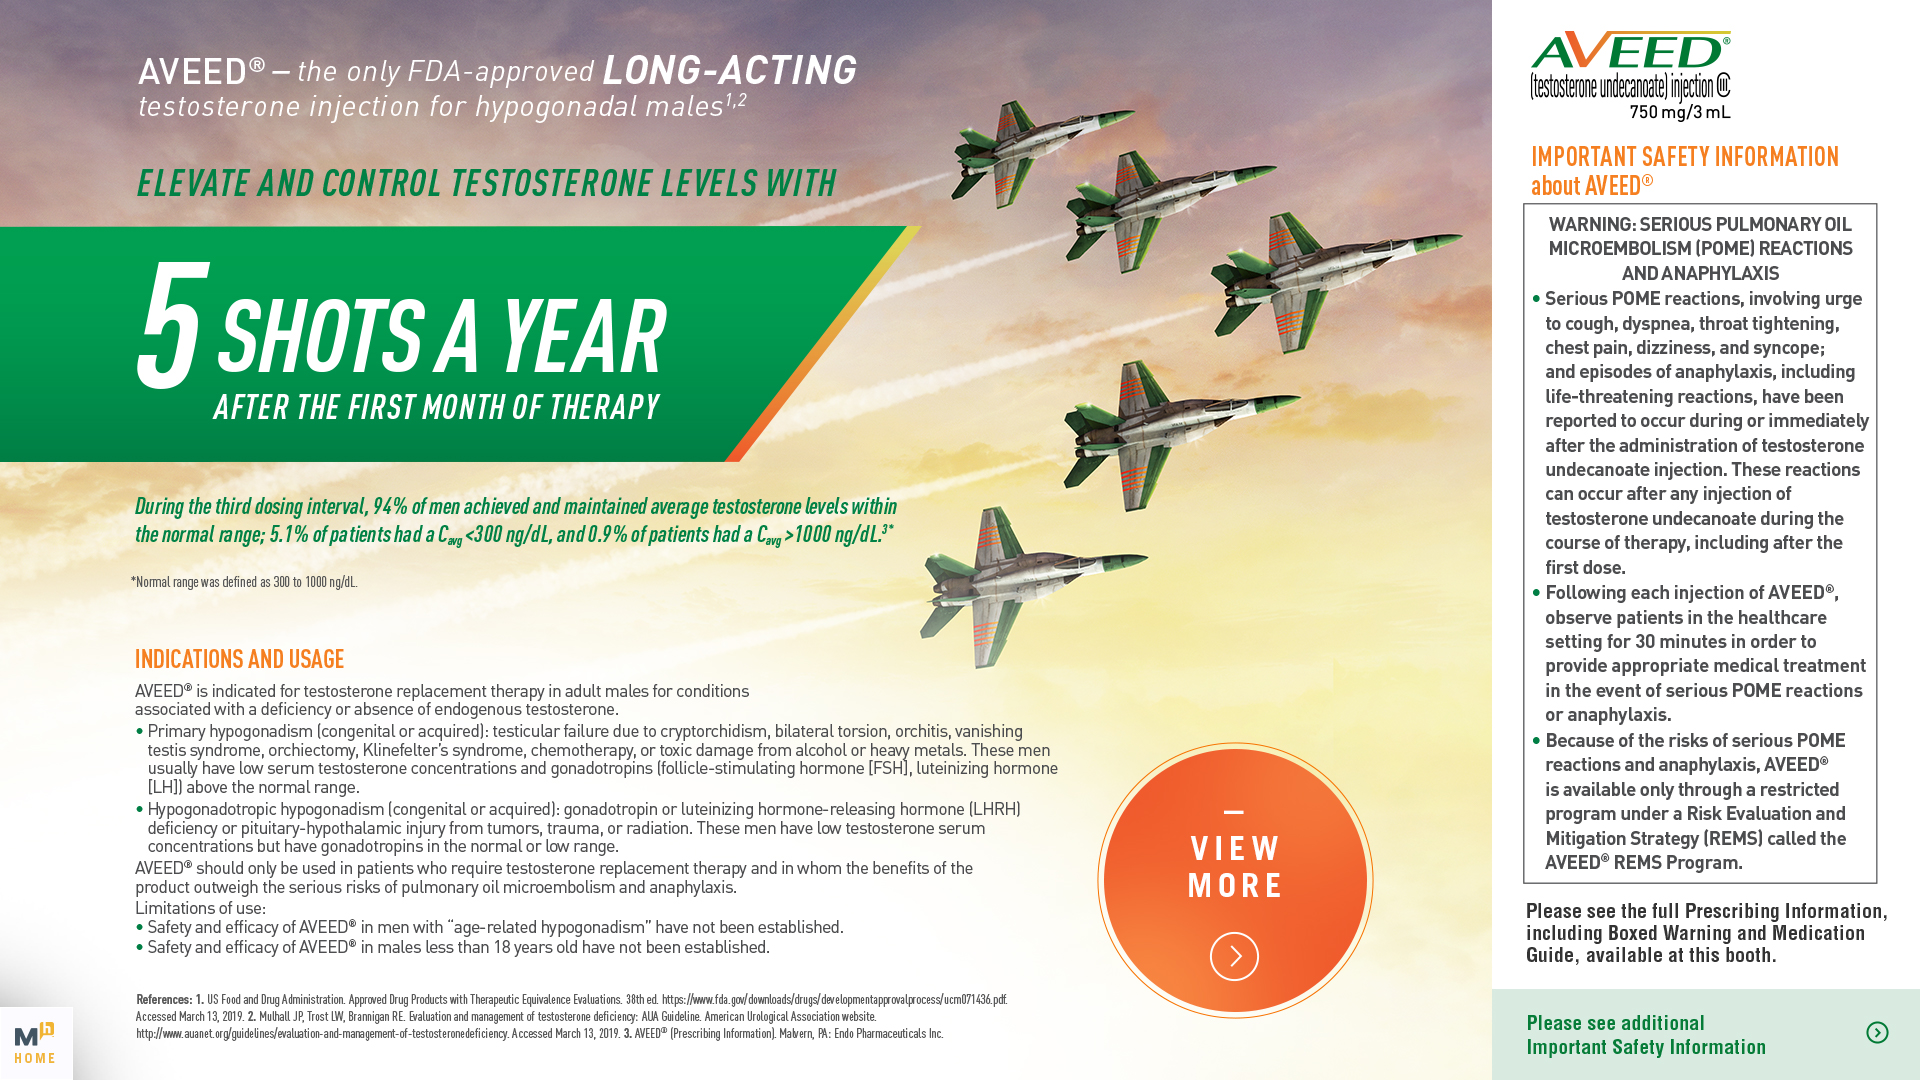 AVEED® – the only FDA-approved LONG-ACTING
testosterone injection for hypogonadal males1,2
ELEVATE AND CONTROL TESTOSTERONE LEVELS WITH
5 SHOTS A YEAR
AFTER THE FIRST MONTH OF THERAPY
During the third dosing interval, 94% of men achieved and maintained average testosterone levels within
the normal range; 5.1% of patients had a Cavg <300 ng/dL, and 0.9% of patients had a Cavg >1000 ng/dL.3*
*Normal range was defined as 300 to 1000 ng/dL.
INDICATIONS AND USAGE
AVEED® is indicated for testosterone replacement therapy in adult males for conditions
associated with a deficiency or absence of endogenous testosterone.
• Primary hypogonadism (congenital or acquired): testicular failure due to cryptorchidism, bilateral torsion, orchitis, vanishing
testis syndrome, orchiectomy, Klinefelter's syndrome, chemotherapy, or toxic damage from alcohol or heavy metals. These men
usually have low serum testosterone concentrations and gonadotropins (follicle-stimulating hormone [FSH], luteinizing hormone
[LH]) above the normal range.
• Hypogonadotropic hypogonadism (congenital or acquired): gonadotropin or luteinizing hormone-releasing hormone (LHRH)
deficiency or pituitary-hypothalamic injury from tumors, trauma, or radiation. These men have low testosterone serum
concentrations but have gonadotropins in the normal or low range.
AVEED® should only be used in patients who require testosterone replacement therapy and in whom the benefits of the
product outweigh the serious risks of pulmonary oil microembolism and anaphylaxis.
Limitations of use:
• Safety and efficacy of AVEED® in men with “age-related hypogonadism” have not been established.
• Safety and efficacy of AVEED® in males less than 18 years old have not been established.
References: 1. US Food and Drug Administration. Approved Drug Products with Therapeutic Equivalence Evaluations. 38th ed. https://www.fda.gov/downloads/drugs/developmentapprovalprocess/ucm071436.pdf.
Accessed March 13, 2019. 2. Mulhall JP, Trost LW, Brannigan RE. Evaluation and management of testosterone deficiency: AUA Guideline. American Urological Association website.
http://www.auanet.org/guidelines/evaluation-and-management-of-testosteronedeficiency. Accessed March 13, 2019. 3. AVEED® (Prescribing Information). Malvern, PA: Endo Pharmaceuticals Inc.
Mh
HOME
–
VIEW
MORE
AVEED®
(testosterone undecanoate) injection CIII
750 mg/3 mL
IMPORTANT SAFETY INFORMATION
about AVEED®
WARNING: SERIOUS PULMONARY OIL
MICROEMBOLISM (POME) REACTIONS
AND ANAPHYLAXIS
• Serious POME reactions, involving urge
to cough, dyspnea, throat tightening,
chest pain, dizziness, and syncope;
and episodes of anaphylaxis, including
life-threatening reactions, have been
reported to occur during or immediately
after the administration of testosterone
undecanoate injection. These reactions
can occur after any injection of
testosterone undecanoate during the
course of therapy, including after the
first dose.
• Following each injection of AVEED®,
observe patients in the healthcare
setting for 30 minutes in order to
provide appropriate medical treatment
in the event of serious POME reactions
or anaphylaxis.
• Because of the risks of serious POME
reactions and anaphylaxis, AVEED®
is available only through a restricted
program under a Risk Evaluation and
Mitigation Strategy (REMS) called the
AVEED® REMS Program.
Please see the full Prescribing Information,
including Boxed Warning and Medication
Guide, available at this booth.
Please see additional
Important Safety Information